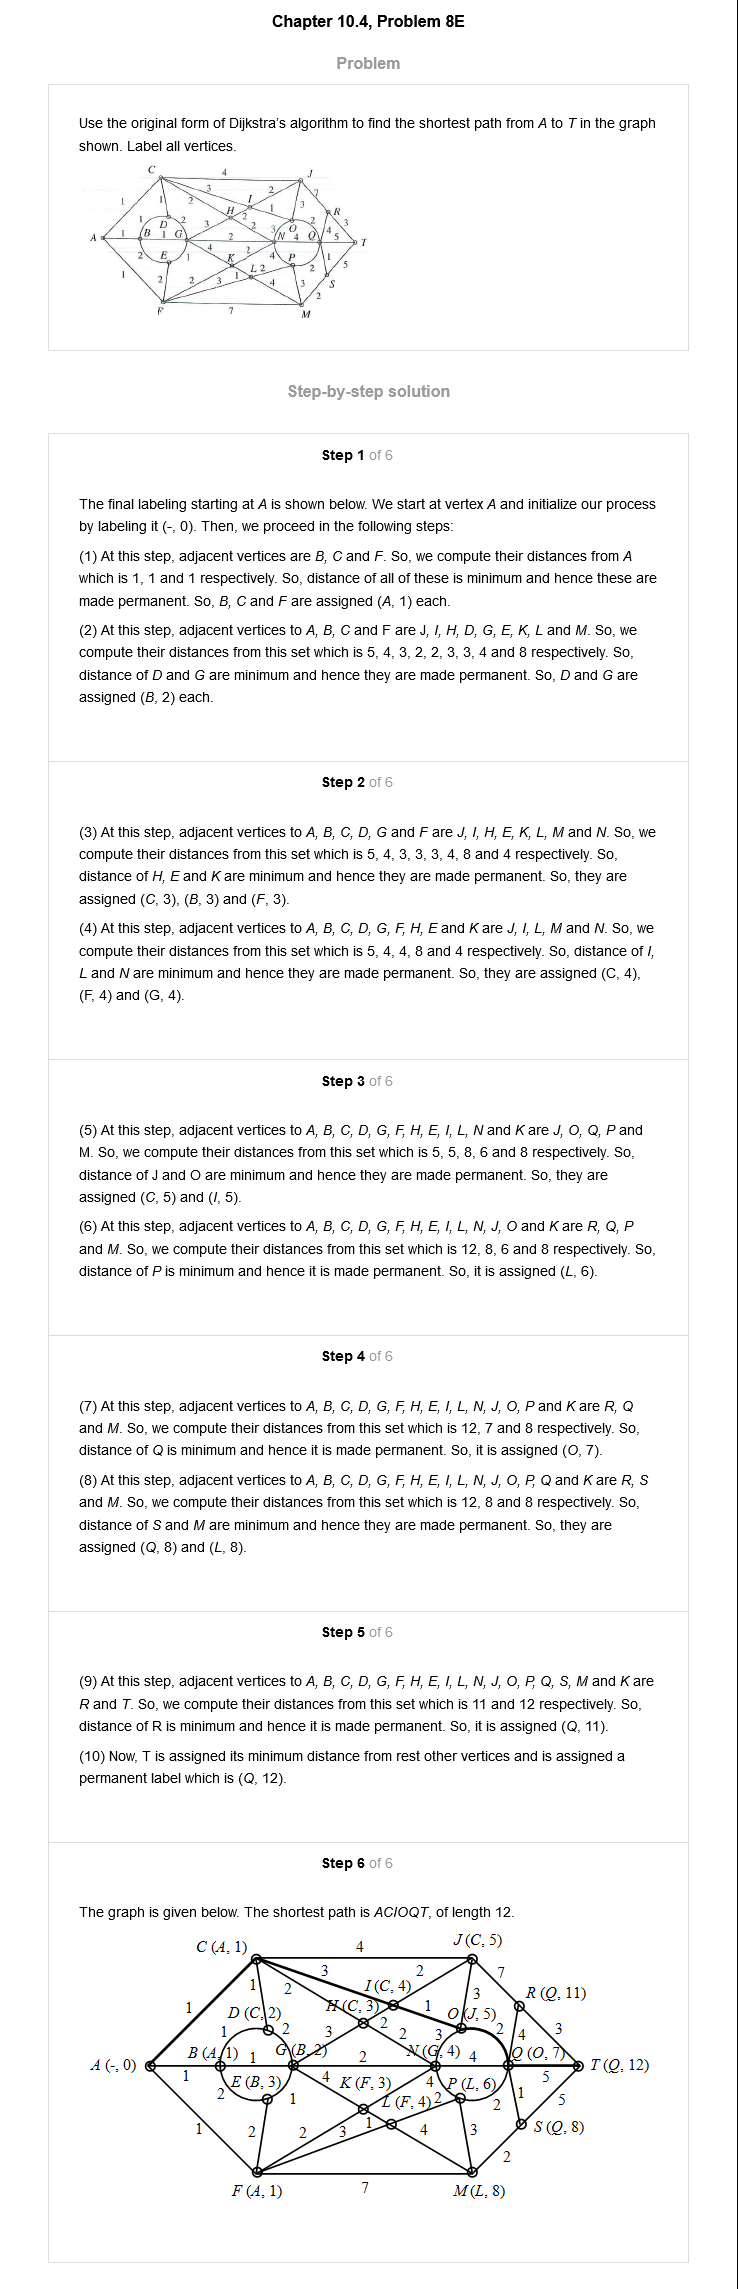 Chapter 10.4, Problem 8E
Problem
Use the original form of Dijkstra's algorithm to find the shortest path from A to T in the graph
shown. Label all vertices.
C 4 J
3 2 7
1 1 2 I
H 2 1 3 R
1 D 2 3 2 3 O 2 3
A 1 B 1 G 2 N 4 Q 4 5 T
2 E 1 4 2 4 P 1
K L 2 2 5
1 2 2 3 1 4 3 S
2
F 7 M
Step-by-step solution
Step 1 of 6
The final labeling starting at A is shown below. We start at vertex A and initialize our process
by labeling it (-, 0). Then, we proceed in the following steps:
(1) At this step, adjacent vertices are B, C and F. So, we compute their distances from A
which is 1, 1 and 1 respectively. So, distance of all of these is minimum and hence these are
made permanent. So, B, C and F are assigned (A, 1) each.
(2) At this step, adjacent vertices to A, B, C and F are J, I, H, D, G, E, K, L and M. So, we
compute their distances from this set which is 5, 4, 3, 2, 2, 3, 3, 4 and 8 respectively. So,
distance of D and G are minimum and hence they are made permanent. So, D and G are
assigned (B, 2) each.
Step 2 of 6
(3) At this step, adjacent vertices to A, B, C, D, G and F are J, I, H, E, K, L, M and N. So, we
compute their distances from this set which is 5, 4, 3, 3, 3, 4, 8 and 4 respectively. So,
distance of H, E and K are minimum and hence they are made permanent. So, they are
assigned (C, 3), (B, 3) and (F, 3).
(4) At this step, adjacent vertices to A, B, C, D, G, F, H, E and K are J, I, L, M and N. So, we
compute their distances from this set which is 5, 4, 4, 8 and 4 respectively. So, distance of I,
L and N are minimum and hence they are made permanent. So, they are assigned (C, 4),
(F, 4) and (G, 4).
Step 3 of 6
(5) At this step, adjacent vertices to A, B, C, D, G, F, H, E, I, L, N and K are J, O, Q, P and
M. So, we compute their distances from this set which is 5, 5, 8, 6 and 8 respectively. So,
distance of J and O are minimum and hence they are made permanent. So, they are
assigned (C, 5) and (I, 5).
(6) At this step, adjacent vertices to A, B, C, D, G, F, H, E, I, L, N, J, O and K are R, Q, P
and M. So, we compute their distances from this set which is 12, 8, 6 and 8 respectively. So,
distance of P is minimum and hence it is made permanent. So, it is assigned (L, 6).
Step 4 of 6
(7) At this step, adjacent vertices to A, B, C, D, G, F, H, E, I, L, N, J, O, P and K are R, Q
and M. So, we compute their distances from this set which is 12, 7 and 8 respectively. So,
distance of Q is minimum and hence it is made permanent. So, it is assigned (O, 7).
(8) At this step, adjacent vertices to A, B, C, D, G, F, H, E, I, L, N, J, O, P, Q and K are R, S
and M. So, we compute their distances from this set which is 12, 8 and 8 respectively. So,
distance of S and M are minimum and hence they are made permanent. So, they are
assigned (Q, 8) and (L, 8).
Step 5 of 6
(9) At this step, adjacent vertices to A, B, C, D, G, F, H, E, I, L, N, J, O, P, Q, S, M and K are
R and T. So, we compute their distances from this set which is 11 and 12 respectively. So,
distance of R is minimum and hence it is made permanent. So, it is assigned (Q, 11).
(10) Now, T is assigned its minimum distance from rest other vertices and is assigned a
permanent label which is (Q, 12).
Step 6 of 6
The graph is given below. The shortest path is ACIOQT, of length 12.
C (A, 1) 4 J (C, 5)
3 2 7
1 2 I (C, 4) 3 R (Q, 11)
1 D (C, 2) H (C, 3) 1 O (J, 5)
1 2 3 2 2 3 2 4 3
A (-, 0) B (A, 1) 1 G (B, 2) 2 N (G, 4) 4 Q (O, 7) T (Q, 12)
1 E (B, 3) 4 K (F, 3) 4 P (L, 6) 5
2 1 L (F, 4) 2 2 1 5
1 2 2 3 1 4 3 S (Q, 8)
2
F (A, 1) 7 M (L, 8)